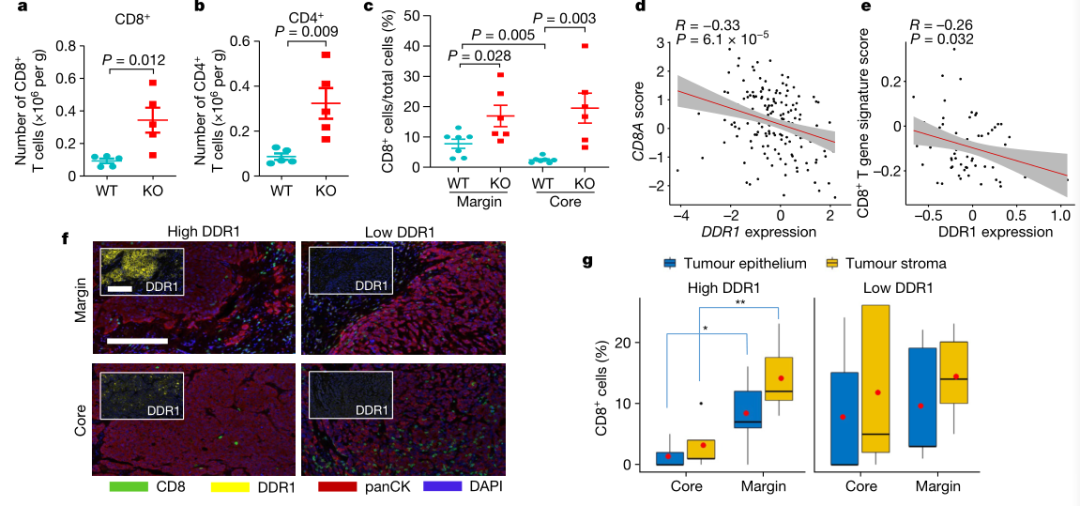 a
CD8⁺
Number of CD8⁺
T cells (×10⁶ per g)
0.8
0.6
0.4
0.2
0
P = 0.012
WT KO
b
CD4⁺
Number of CD4⁺
T cells (×10⁶ per g)
0.6
0.4
0.2
0
P = 0.009
WT KO
c
CD8⁺ cells/total cells (%)
50
40
30
20
10
0
P = 0.003
P = 0.005
P = 0.028
WT KO WT KO
Margin Core
d
R = −0.33
P = 6.1 × 10⁻⁵
CD8A score
3
2
1
0
−1
−2
−4 −2 0 2
DDR1 expression
e
R = −0.26
P = 0.032
CD8⁺ T gene signature score
0.2
0
−0.2
−0.5 0 0.5 1.0
DDR1 expression
f
High DDR1 Low DDR1
Margin
DDR1 DDR1
Core
DDR1 DDR1
CD8 DDR1 panCK DAPI
g
Tumour epithelium Tumour stroma
High DDR1 Low DDR1
CD8⁺ cells (%)
20
10
0
**
*
Core Margin Core Margin